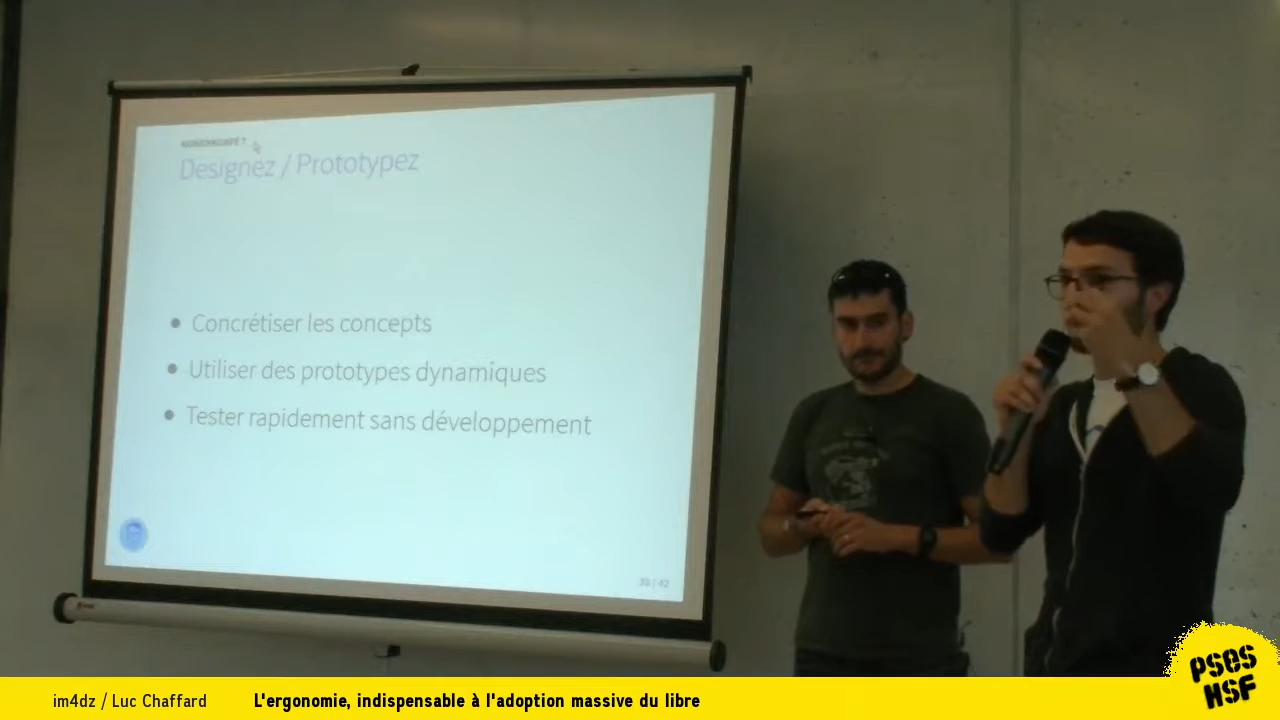 Designez / Prototypez
Concrétiser les concepts
Utiliser des prototypes dynamiques
Tester rapidement sans développement
im4dz / Luc Chaffard
L'ergonomie, indispensable à l'adoption massive du libre
PSES
HSF